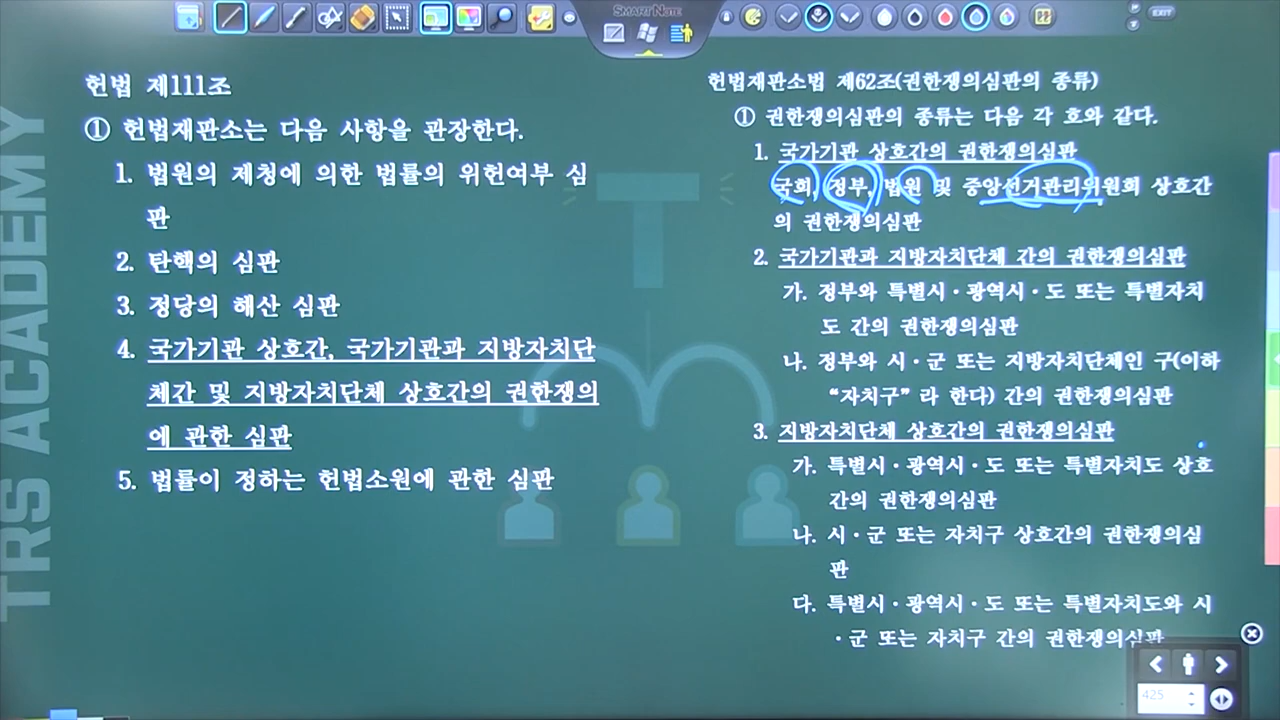 SMART NOTE
EXIT
TRS ACADEMY
헌법 제111조
① 헌법재판소는 다음 사항을 관장한다.
1. 법원의 제청에 의한 법률의 위헌여부 심
판
2. 탄핵의 심판
3. 정당의 해산 심판
4. 국가기관 상호간, 국가기관과 지방자치단
체간 및 지방자치단체 상호간의 권한쟁의
에 관한 심판
5. 법률이 정하는 헌법소원에 관한 심판
헌법재판소법 제62조(권한쟁의심판의 종류)
① 권한쟁의심판의 종류는 다음 각 호와 같다.
1. 국가기관 상호간의 권한쟁의심판
국회, 정부, 법원 및 중앙선거관리위원회 상호간
의 권한쟁의심판
2. 국가기관과 지방자치단체 간의 권한쟁의심판
가. 정부와 특별시·광역시·도 또는 특별자치
도 간의 권한쟁의심판
나. 정부와 시·군 또는 지방자치단체인 구(이하
“자치구”라 한다) 간의 권한쟁의심판
3. 지방자치단체 상호간의 권한쟁의심판
가. 특별시·광역시·도 또는 특별자치도 상호
간의 권한쟁의심판
나. 시·군 또는 자치구 상호간의 권한쟁의심
판
다. 특별시·광역시·도 또는 특별자치도와 시
·군 또는 자치구 간의 권한쟁의심판
425